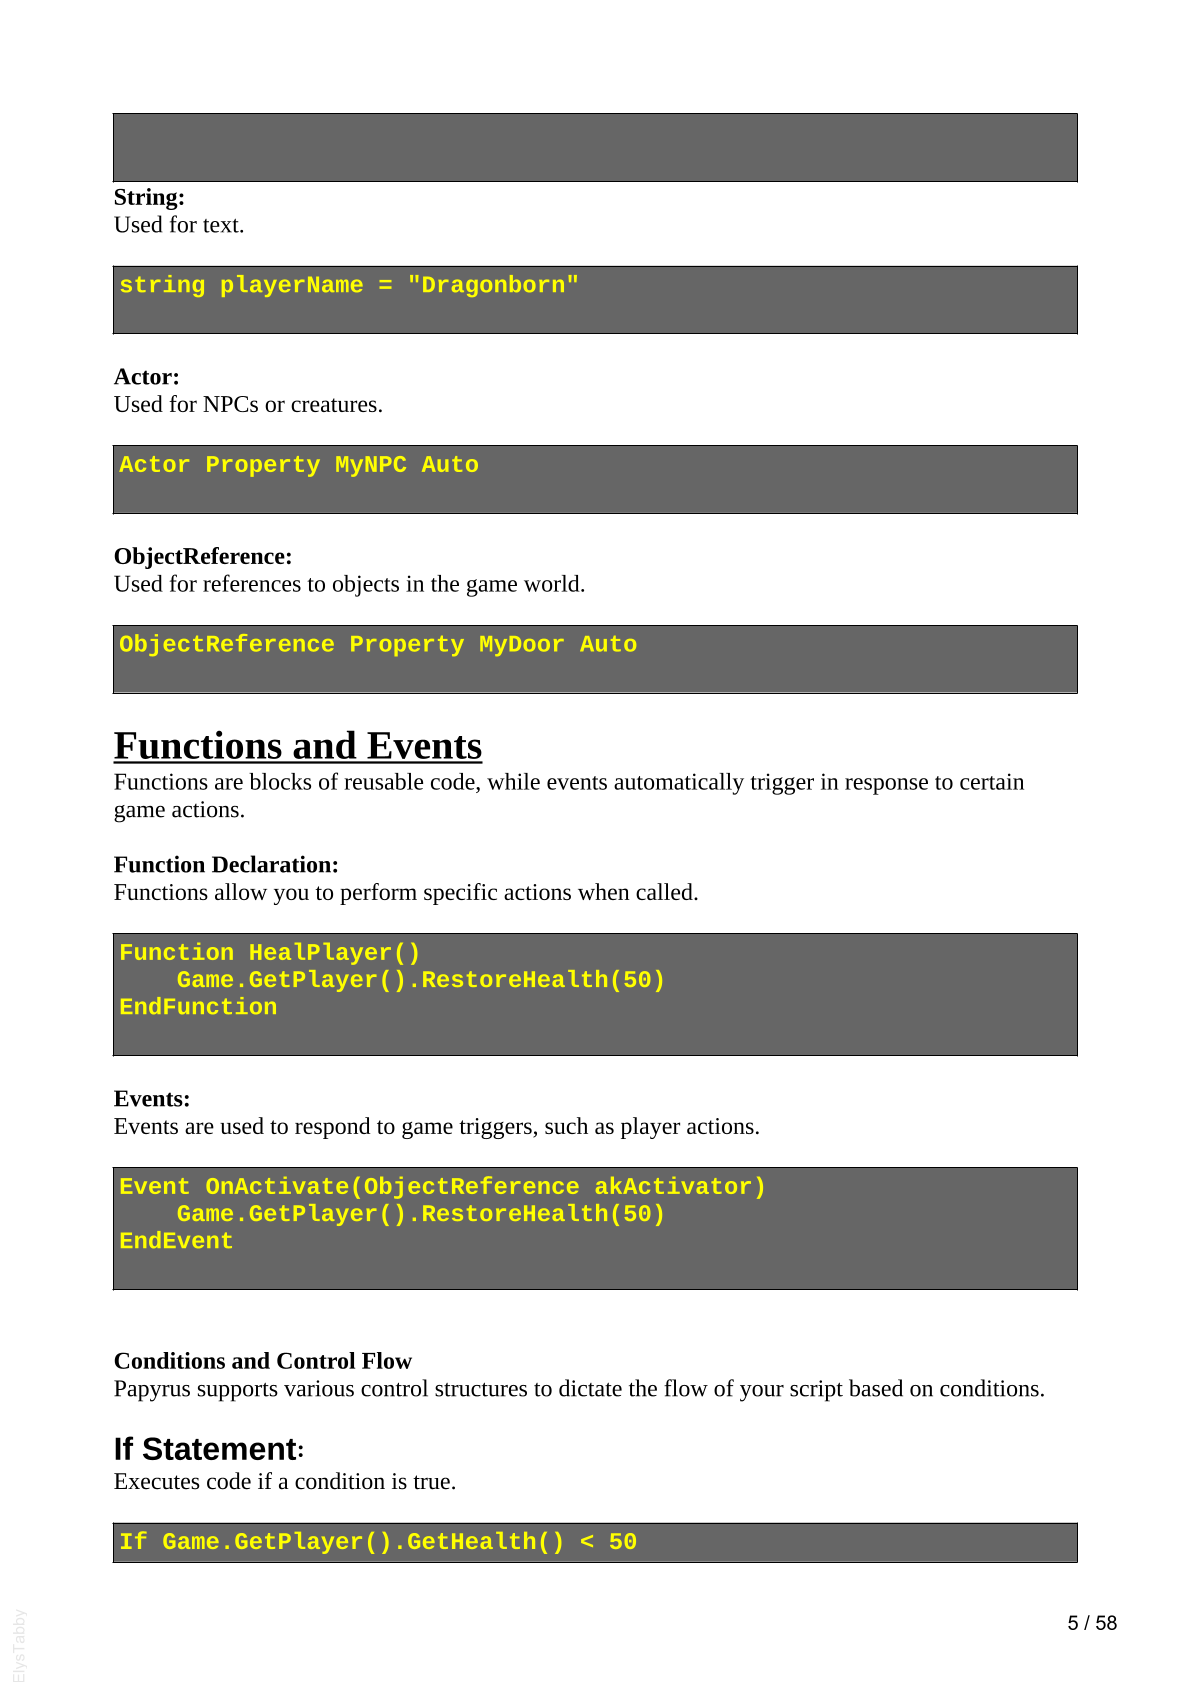 String:
Used for text.
string playerName = "Dragonborn"
Actor:
Used for NPCs or creatures.
Actor Property MyNPC Auto
ObjectReference:
Used for references to objects in the game world.
ObjectReference Property MyDoor Auto
Functions and Events
Functions are blocks of reusable code, while events automatically trigger in response to certain
game actions.
Function Declaration:
Functions allow you to perform specific actions when called.
Function HealPlayer()
    Game.GetPlayer().RestoreHealth(50)
EndFunction
Events:
Events are used to respond to game triggers, such as player actions.
Event OnActivate(ObjectReference akActivator)
    Game.GetPlayer().RestoreHealth(50)
EndEvent
Conditions and Control Flow
Papyrus supports various control structures to dictate the flow of your script based on conditions.
If Statement:
Executes code if a condition is true.
If Game.GetPlayer().GetHealth() < 50
5 / 58
ElysTabby